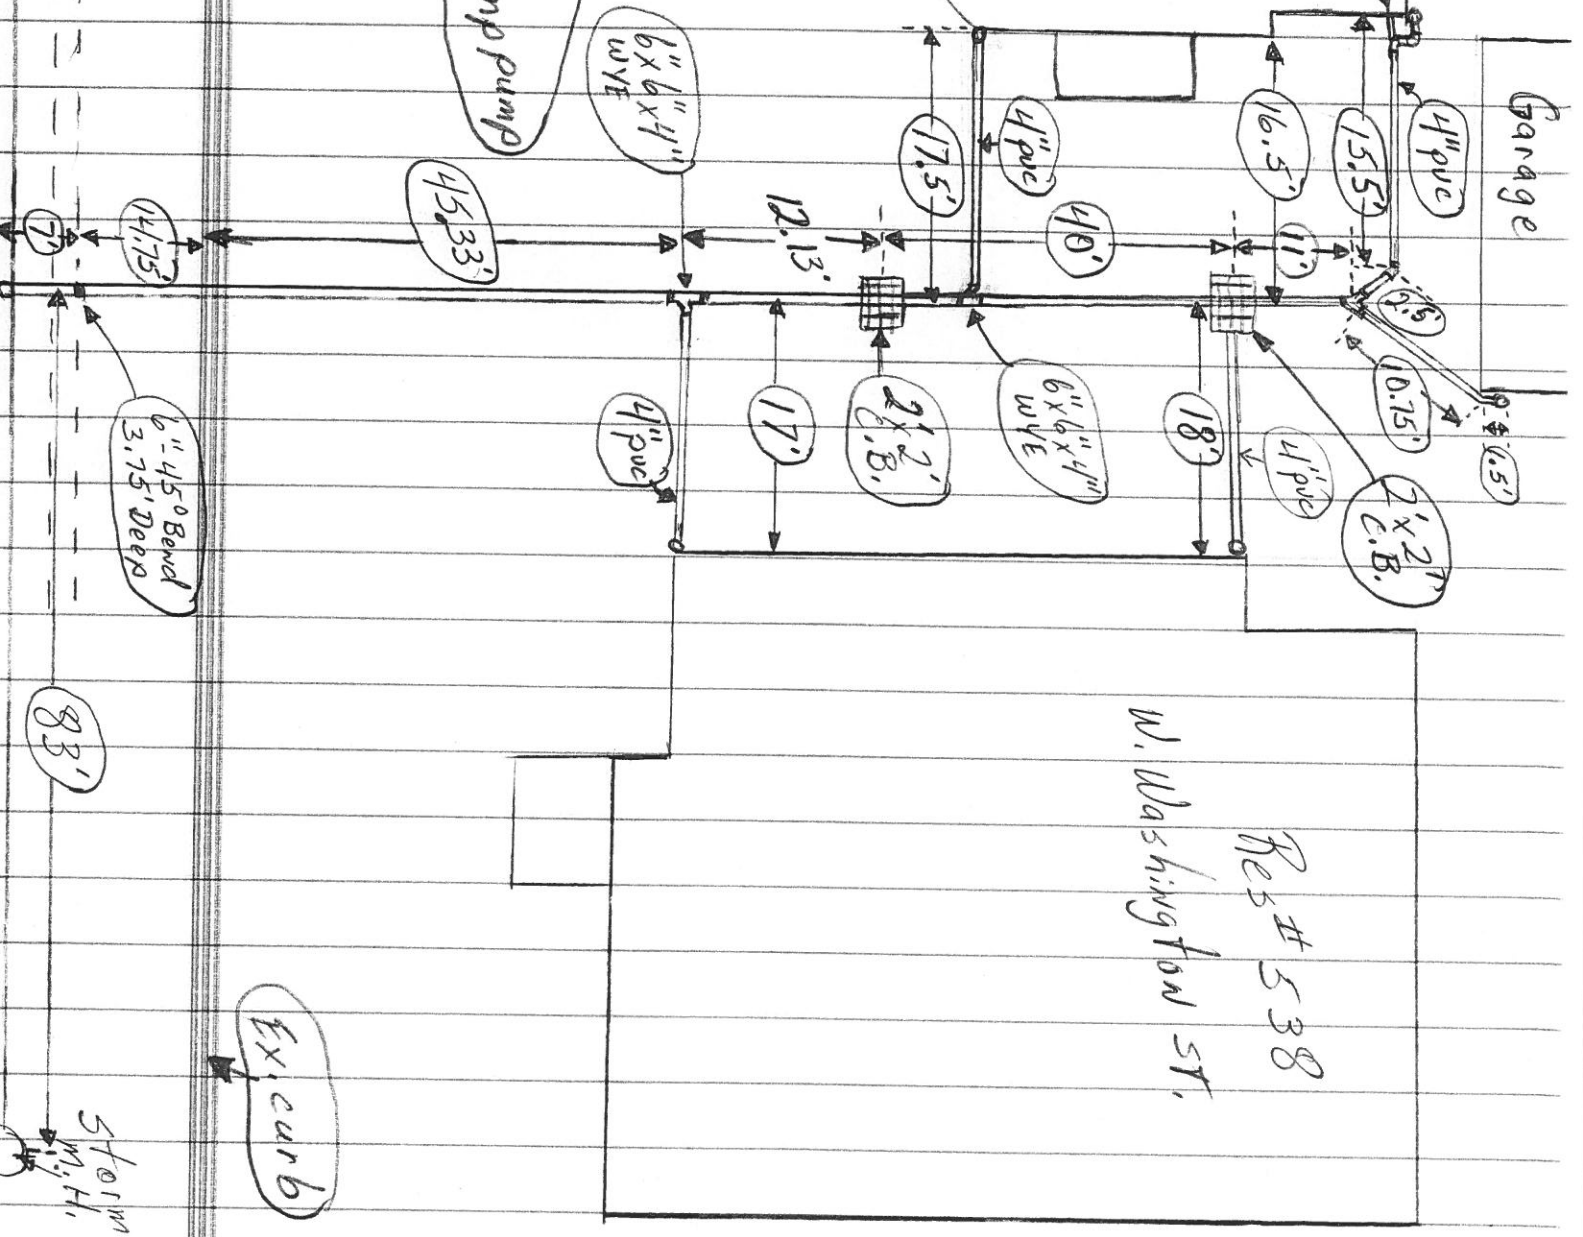 Garage
4" pvc
15.5'
16.5'
11'
2.5'
10.75'
1.5'
4" pvc
17.5'
40'
2'x2'
C.B.
4" pvc
18'
6"x6"x4"
WYE
2'x2'
C.B.
12.13'
17'
6"x6"x4"
WYE
4" pvc
pump
45.33'
14.75'
7'
6"-45° Bend
3.75' Deep
83'
Res # 538
W. Washington St.
Ex. curb
Storm
M.H.